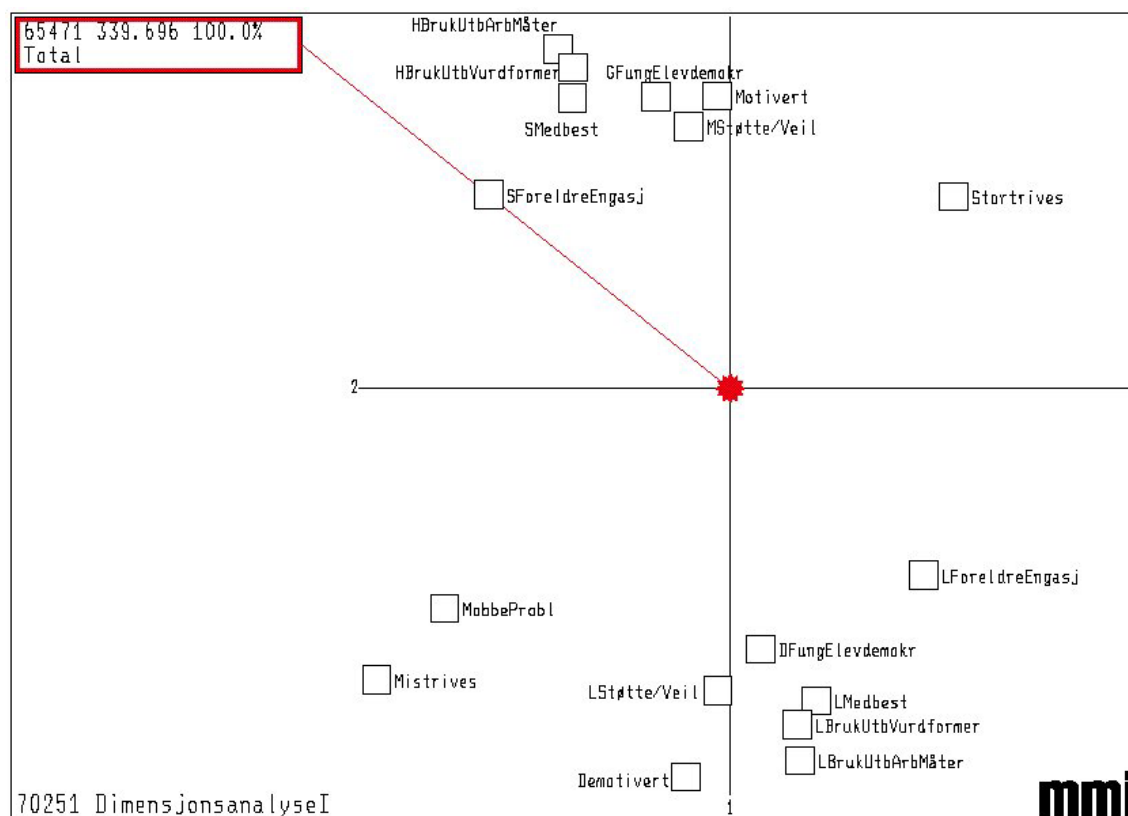 65471 339.696 100.0%
Total
HBrukUtbArbMåter
HBrukUtbVurdformer
GFungElevdemokr
Motivert
SMedbest
MStøtte/Veil
SForeldreEngasj
Stortrives
2
LForeldreEngasj
MobbeProbl
DFungElevdemokr
Mistrives
LStøtte/Veil
LMedbest
LBrukUtbVurdformer
LBrukUtbArbMåter
Demotivert
70251 DimensjonsanalyseI
1
mmi